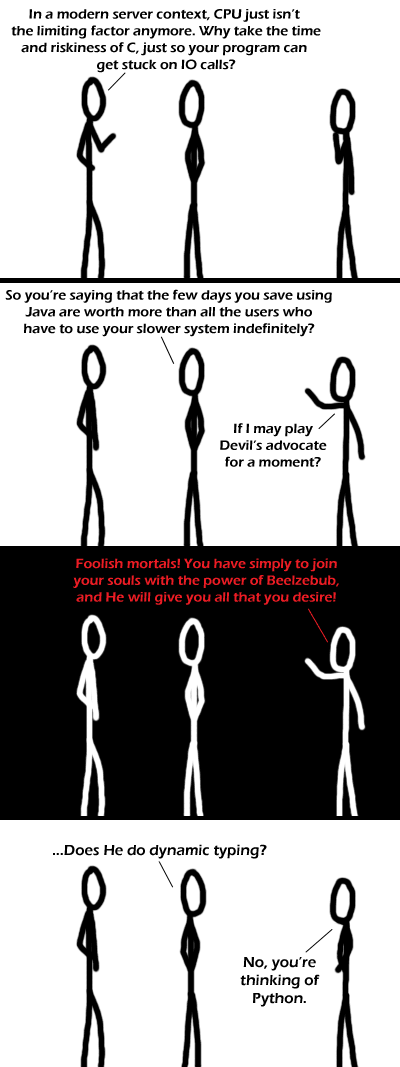 In a modern server context, CPU just isn't
the limiting factor anymore. Why take the time
and riskiness of C, just so your program can
get stuck on IO calls?
So you're saying that the few days you save using
Java are worth more than all the users who
have to use your slower system indefinitely?
If I may play
Devil's advocate
for a moment?
Foolish mortals! You have simply to join
your souls with the power of Beelzebub,
and He will give you all that you desire!
...Does He do dynamic typing?
No, you're
thinking of
Python.